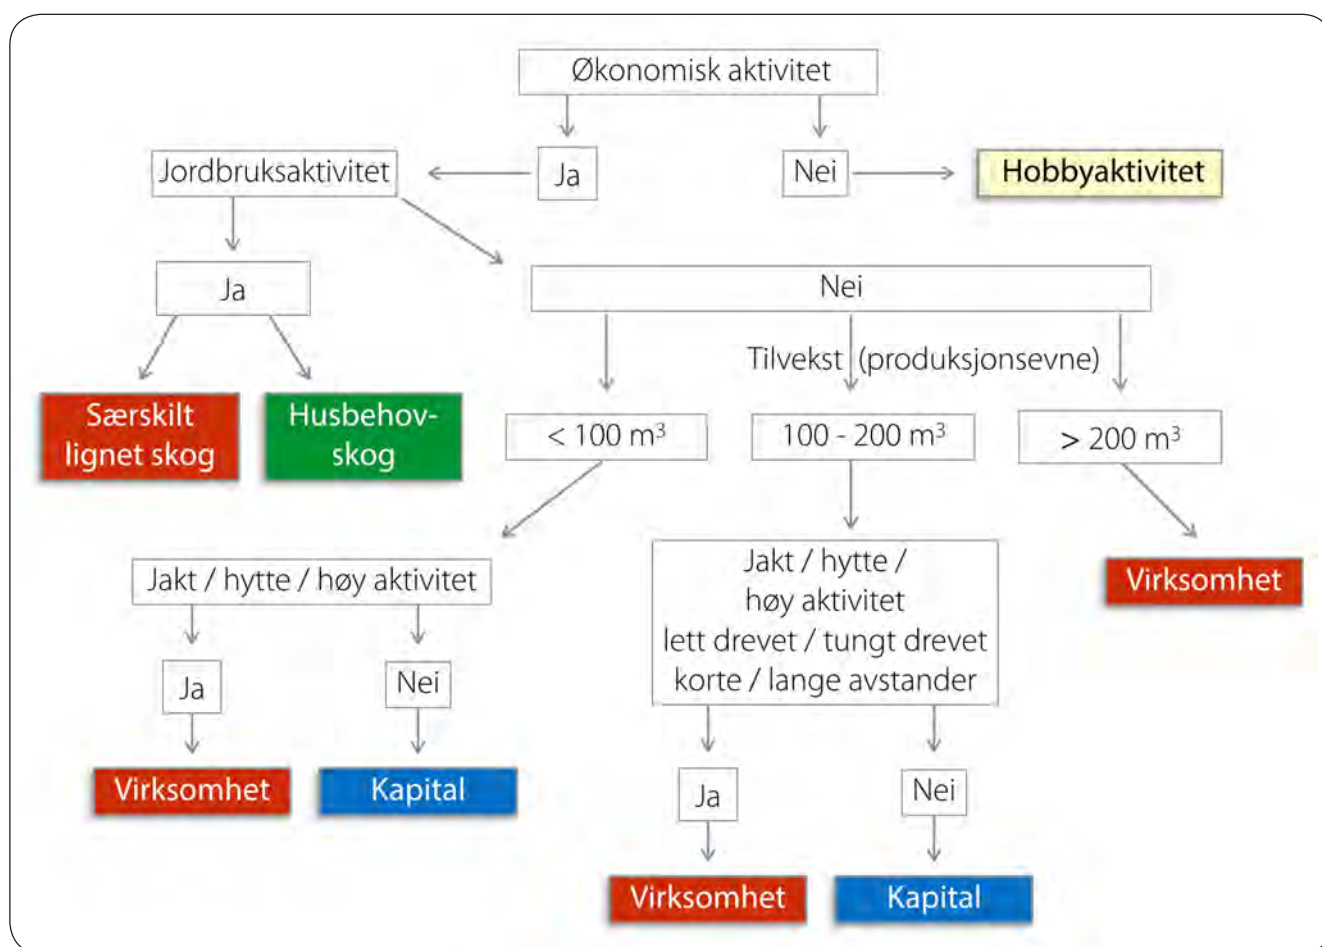 Økonomisk aktivitet
Jordbruksaktivitet
Ja
Nei
Hobbyaktivitet
Ja
Nei
Tilvekst (produksjonsevne)
Særskilt
lignet skog
Husbehov-
skog
< 100 m³
100 - 200 m³
> 200 m³
Jakt / hytte / høy aktivitet
Jakt / hytte /
høy aktivitet
lett drevet / tungt drevet
korte / lange avstander
Virksomhet
Ja
Nei
Virksomhet
Kapital
Ja
Nei
Virksomhet
Kapital